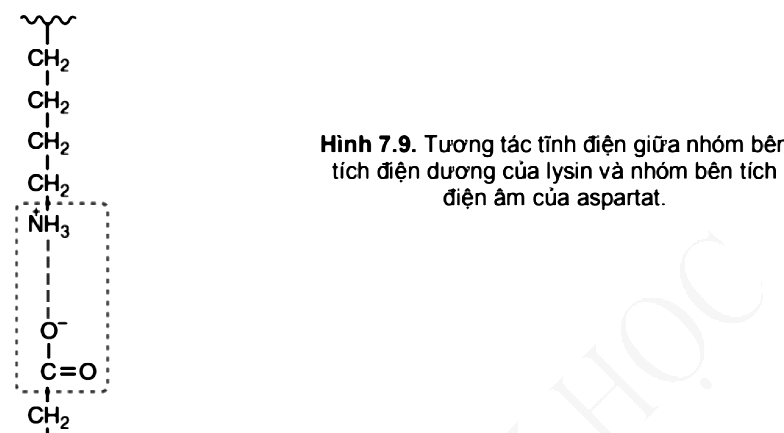 CH₂
CH₂
CH₂
CH₂
⁺NH₃
O⁻
C=O
CH₂
Hình 7.9. Tương tác tĩnh điện giữa nhóm bên
tích điện dương của lysin và nhóm bên tích
điện âm của aspartat.
HỌC